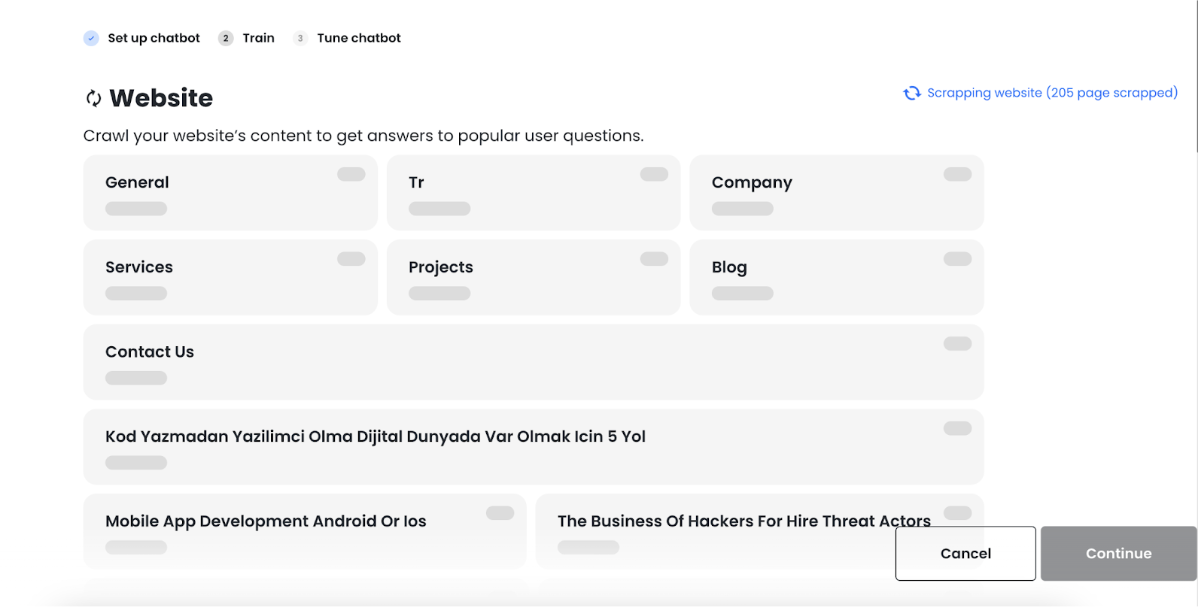 Set up chatbot 2 Train 3 Tune chatbot
Website
Scrapping website (205 page scrapped)
Crawl your website's content to get answers to popular user questions.
General Tr Company
Services Projects Blog
Contact Us
Kod Yazmadan Yazilimci Olma Dijital Dunyada Var Olmak Icin 5 Yol
Mobile App Development Android Or Ios The Business Of Hackers For Hire Threat Actors
Cancel Continue